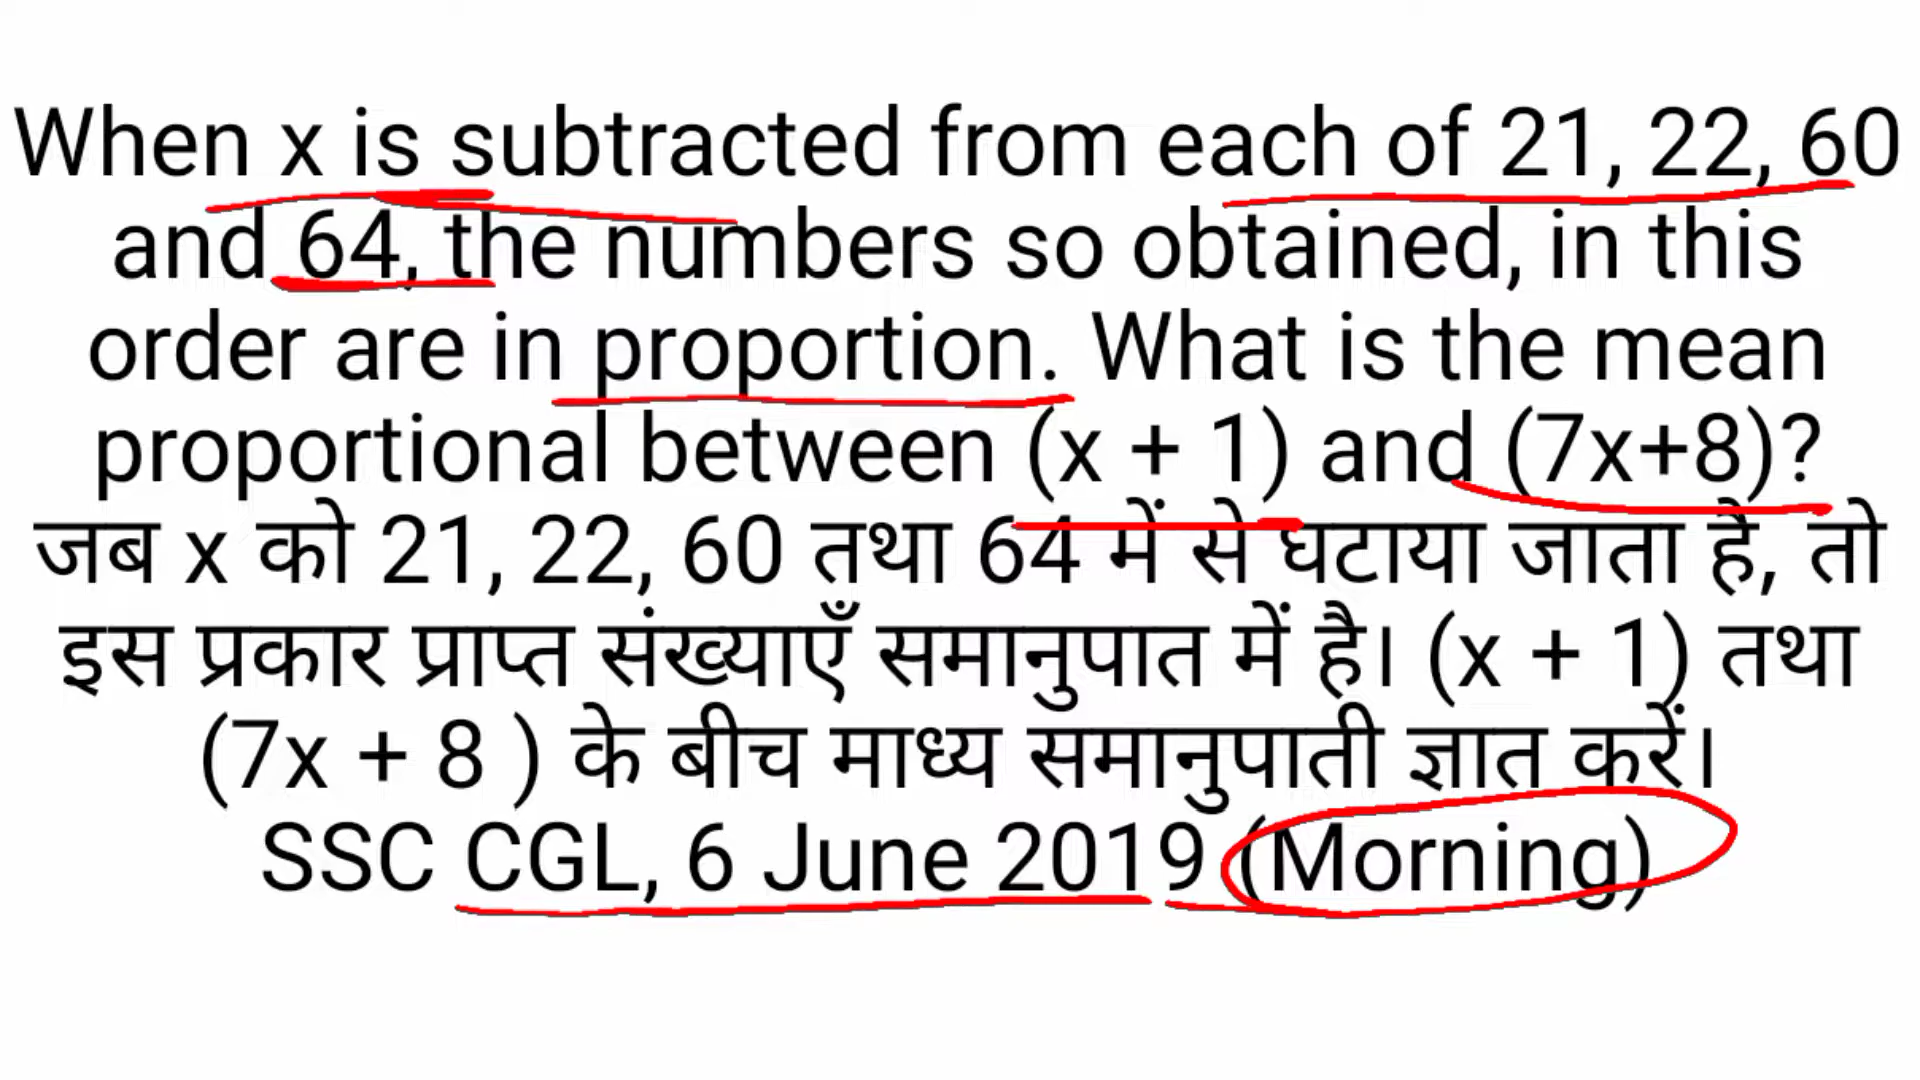 When x is subtracted from each of 21, 22, 60
and 64, the numbers so obtained, in this
order are in proportion. What is the mean
proportional between (x + 1) and (7x+8)?
जब x को 21, 22, 60 तथा 64 में से घटाया जाता है, तो
इस प्रकार प्राप्त संख्याएँ समानुपात में है। (x + 1) तथा
(7x + 8 ) के बीच माध्य समानुपाती ज्ञात करें।
SSC CGL, 6 June 2019 (Morning)